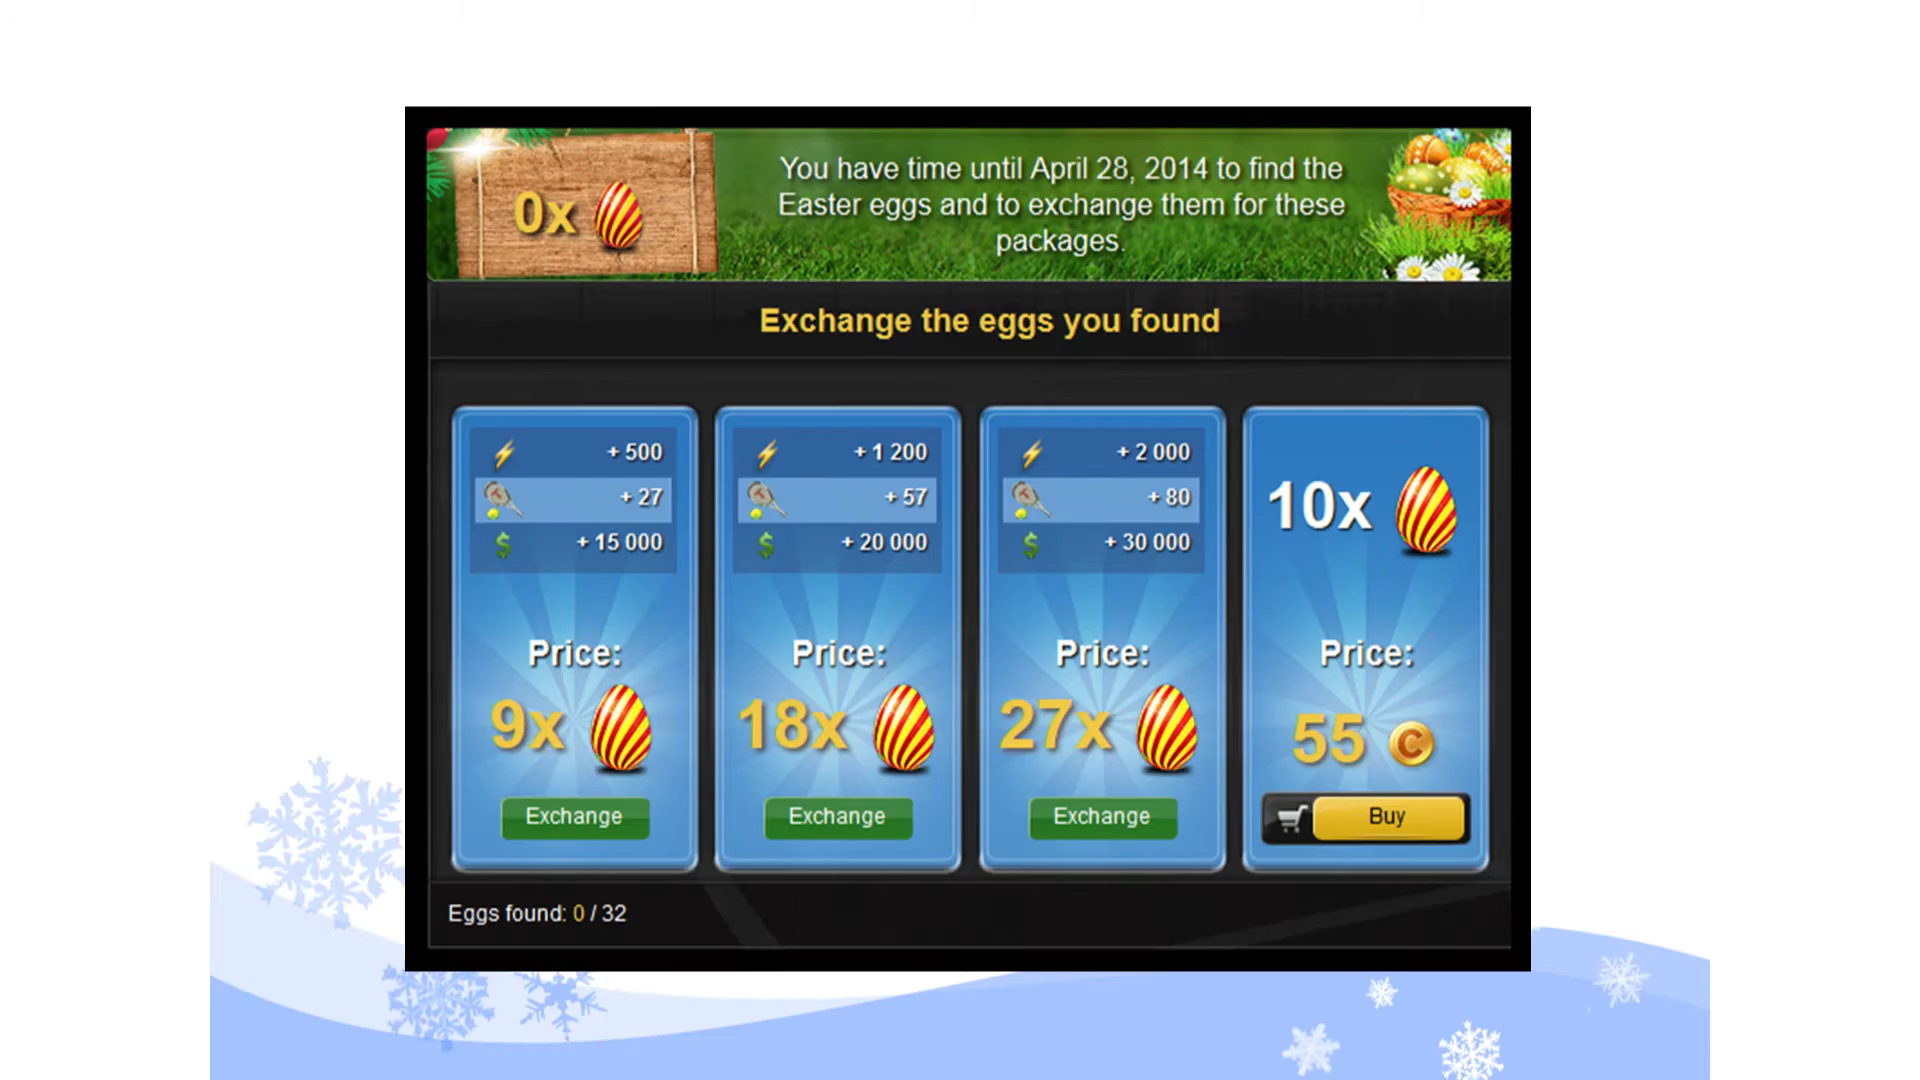 0x
You have time until April 28, 2014 to find the
Easter eggs and to exchange them for these
packages.
Exchange the eggs you found
+ 500
+ 27
+ 15 000
Price:
9x
Exchange
+ 1 200
+ 57
+ 20 000
Price:
18x
Exchange
+ 2 000
+ 80
+ 30 000
Price:
27x
Exchange
10x
Price:
55 C
Buy
Eggs found: 0 / 32